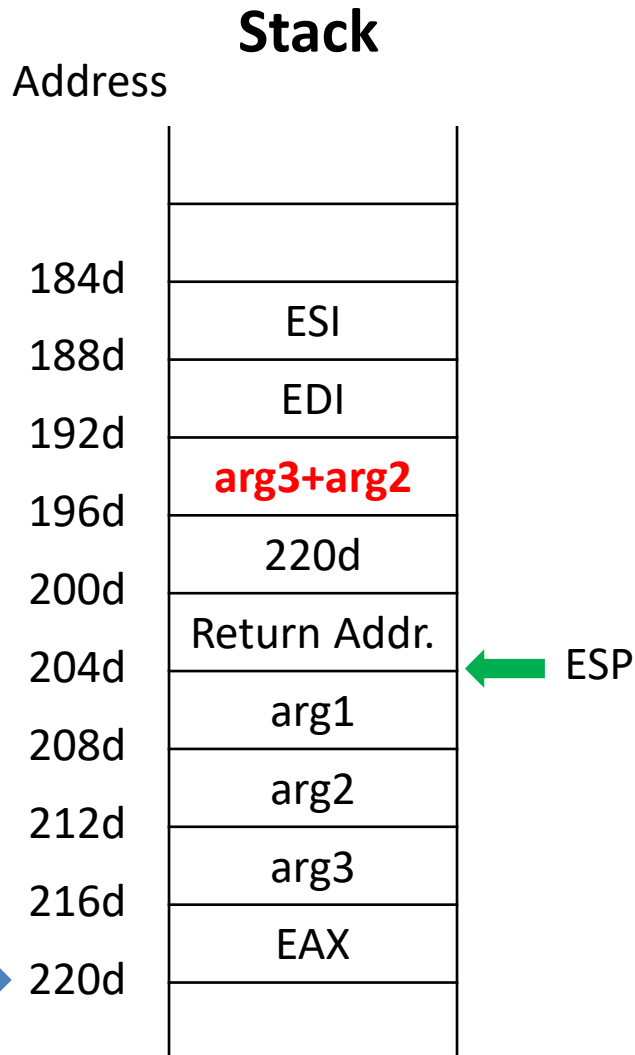 Stack
Address
184d
ESI
188d
EDI
192d
arg3+arg2
196d
220d
200d
Return Addr.
204d
ESP
arg1
208d
arg2
212d
arg3
216d
EAX
220d